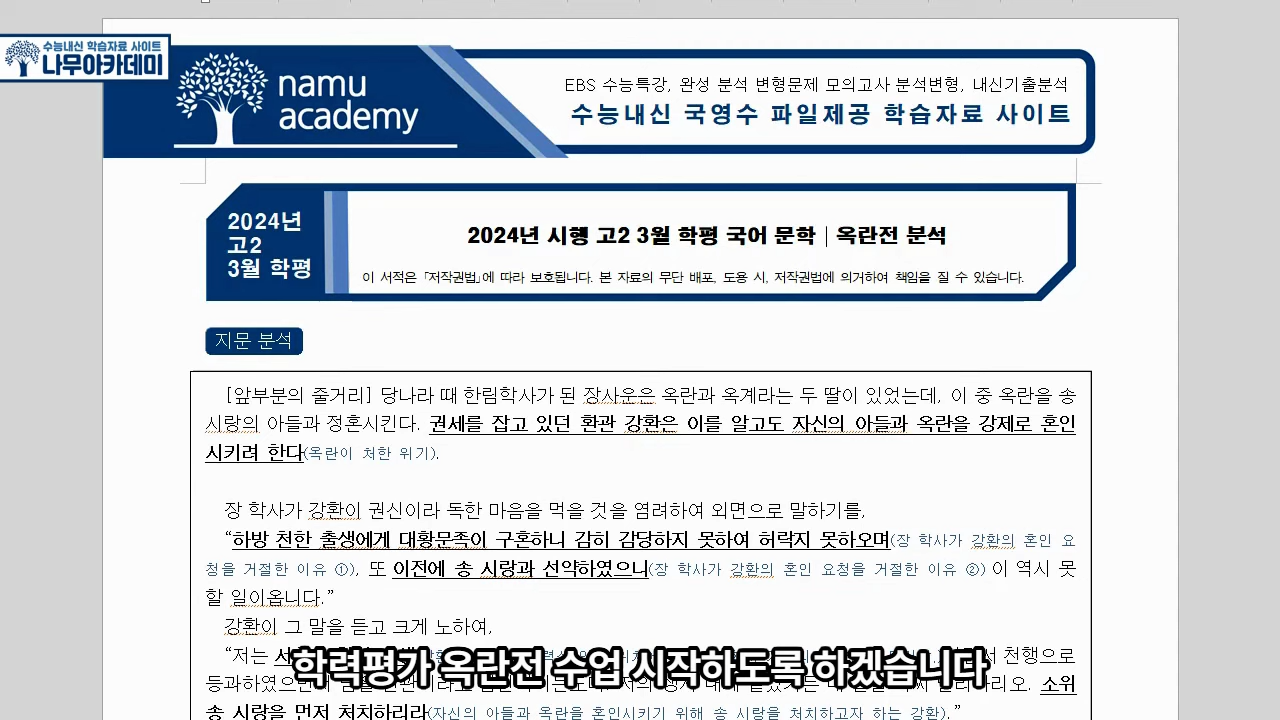 수능내신 학습자료 사이트
나무아카데미
namu
academy
EBS 수능특강, 완성 분석 변형문제 모의고사 분석변형, 내신기출분석
수능내신 국영수 파일제공 학습자료 사이트
2024년
고2
3월 학평
2024년 시행 고2 3월 학평 국어 문학 | 옥란전 분석
이 서적은 「저작권법」에 따라 보호됩니다. 본 자료의 무단 배포, 도용 시, 저작권법에 의거하여 책임을 질 수 있습니다.
지문 분석
[앞부분의 줄거리] 당나라 때 한림학사가 된 장사운은 옥란과 옥계라는 두 딸이 있었는데, 이 중 옥란을 송
시랑의 아들과 정혼시킨다. 권세를 잡고 있던 환관 강환은 이를 알고도 자신의 아들과 옥란을 강제로 혼인
시키려 한다(옥란이 처한 위기).
장 학사가 강환이 권신이라 독한 마음을 먹을 것을 염려하여 외면으로 말하기를,
“하방 천한 출생에게 대황문족이 구혼하니 감히 감당하지 못하여 허락지 못하오며(장 학사가 강환의 혼인 요
청을 거절한 이유 ①), 또 이전에 송 시랑과 선약하였으니(장 학사가 강환의 혼인 요청을 거절한 이유 ②) 이 역시 못
할 일이옵니다.”
강환이 그 말을 듣고 크게 노하여,
“저는 서 천행으로
학력평가 옥란전 수업 시작하도록 하겠습니다
등과하였으면 소위
송 시랑을 먼저 처치하리라(자신의 아들과 옥란을 혼인시키기 위해 송 시랑을 처치하고자 하는 강환).”